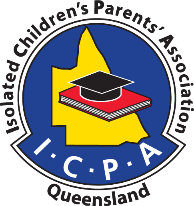 Isolated Children's Parents' Association
I·C·P·A
Queensland